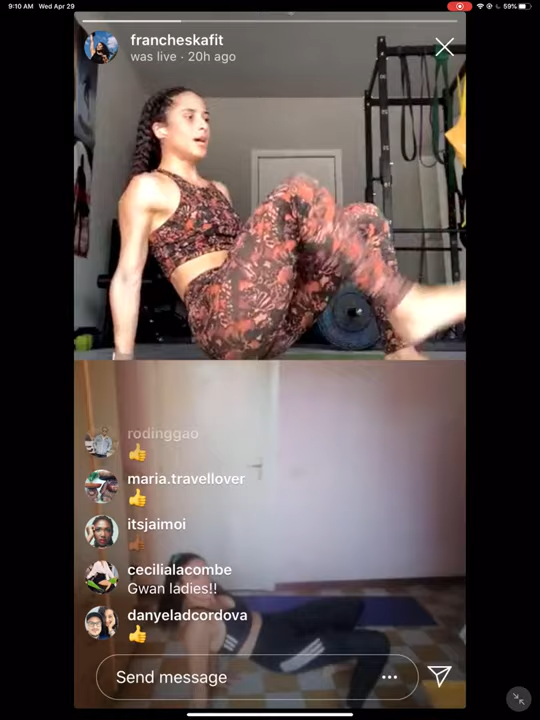 9:10 AM Wed Apr 29
59%
francheskafit
was live · 20h ago
rodinggao
👍
maria.travellover
👍
itsjaimoi
👍🏾
cecilialacombe
Gwan ladies!!
danyeladcordova
👍
Send message